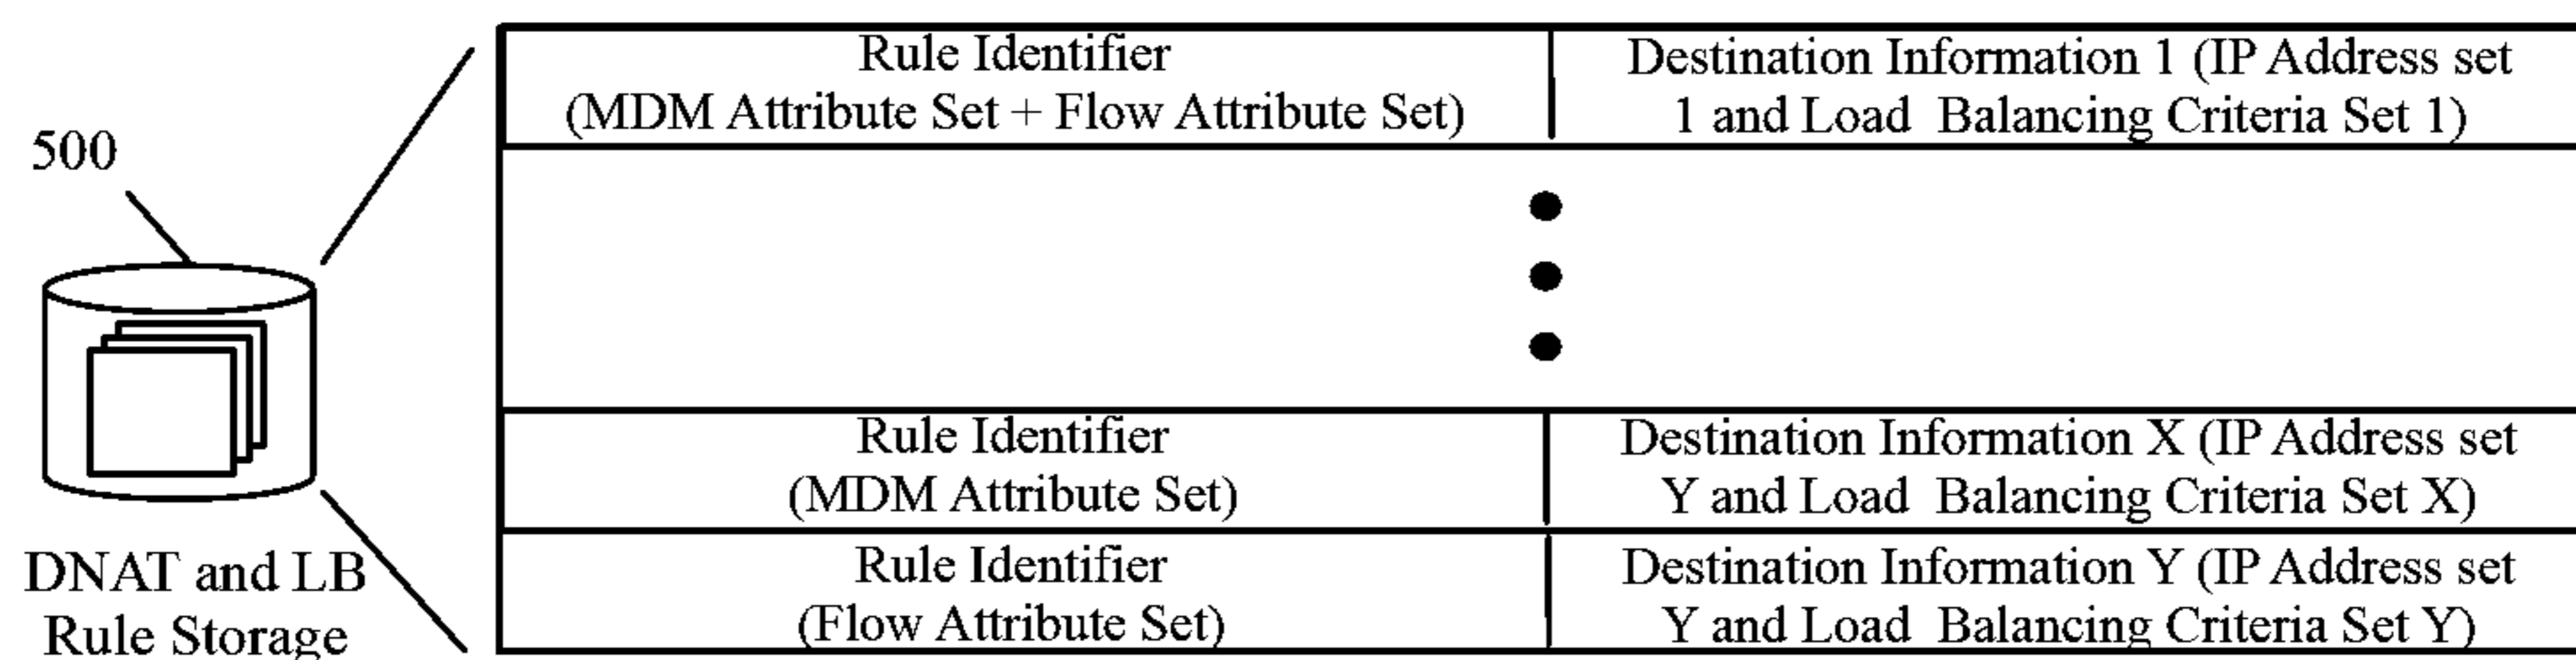 500
DNAT and LB
Rule Storage
Rule Identifier
(MDM Attribute Set + Flow Attribute Set)
Destination Information 1 (IP Address set
1 and Load Balancing Criteria Set 1)
Rule Identifier
(MDM Attribute Set)
Destination Information X (IP Address set
Y and Load Balancing Criteria Set X)
Rule Identifier
(Flow Attribute Set)
Destination Information Y (IP Address set
Y and Load Balancing Criteria Set Y)